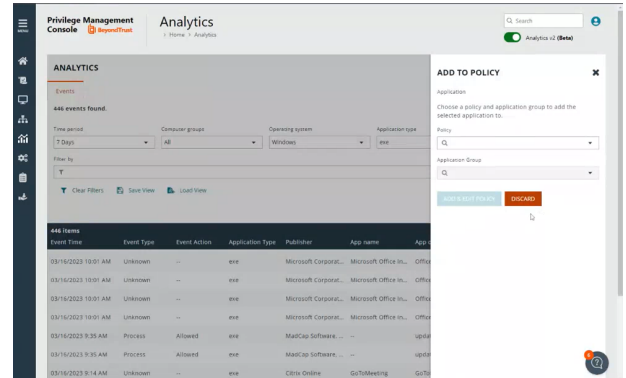 MENU
Privilege Management
Console BeyondTrust
Analytics
> Home > Analytics
Search
Analytics v2 (Beta)
ANALYTICS
Events
446 events found.
Time period
Computer groups
Operating system
Application type
7 Days
All
Windows
exe
Filter by
Clear Filters
Save View
Load View
446 items
Event Time Event Type Event Action Application Type Publisher App name App d
03/16/2023 10:01 AM Unknown -- exe Microsoft Corporat... Microsoft Office In... Office
03/16/2023 10:01 AM Unknown -- exe Microsoft Corporat... Microsoft Office In... Office
03/16/2023 10:01 AM Unknown -- exe Microsoft Corporat... Microsoft Office In... Office
03/16/2023 10:01 AM Unknown -- exe Microsoft Corporat... Microsoft Office In... Office
03/16/2023 9:35 AM Process Allowed exe MadCap Software, ... -- updat
03/16/2023 9:35 AM Process Allowed exe MadCap Software, ... -- updat
03/16/2023 9:14 AM Unknown -- exe Citrix Online GoToMeeting GoTo
ADD TO POLICY
Application
Choose a policy and application group to add the
selected application to.
Policy
Application Group
ADD & EDIT POLICY
DISCARD